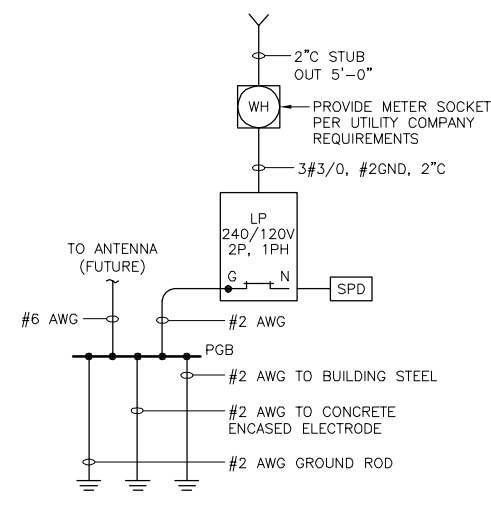 2"C STUB
OUT 5'-0"
WH
PROVIDE METER SOCKET
PER UTILITY COMPANY
REQUIREMENTS
3#3/0, #2GND, 2"C
LP
240/120V
2P, 1PH
TO ANTENNA
(FUTURE)
G N
SPD
#6 AWG
#2 AWG
PGB
#2 AWG TO BUILDING STEEL
#2 AWG TO CONCRETE
ENCASED ELECTRODE
#2 AWG GROUND ROD